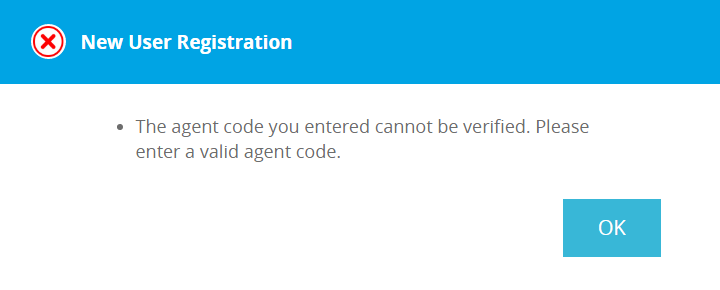 New User Registration
• The agent code you entered cannot be verified. Please
enter a valid agent code.
OK